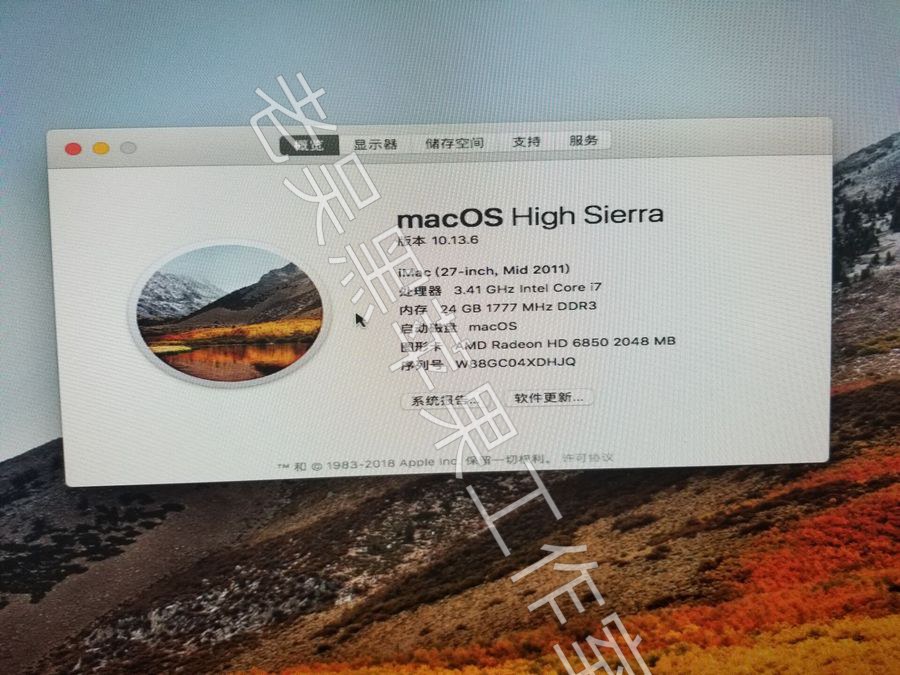 概览 显示器 储存空间 支持 服务
macOS High Sierra
版本 10.13.6
iMac (27-inch, Mid 2011)
处理器 3.41 GHz Intel Core i7
内存 24 GB 1777 MHz DDR3
启动磁盘 macOS
图形卡 AMD Radeon HD 6850 2048 MB
序列号 W38GC04XDHJQ
系统报告... 软件更新...
™ 和 © 1983-2018 Apple Inc. 保留一切权利。 许可协议
老吴黑苹果工作室